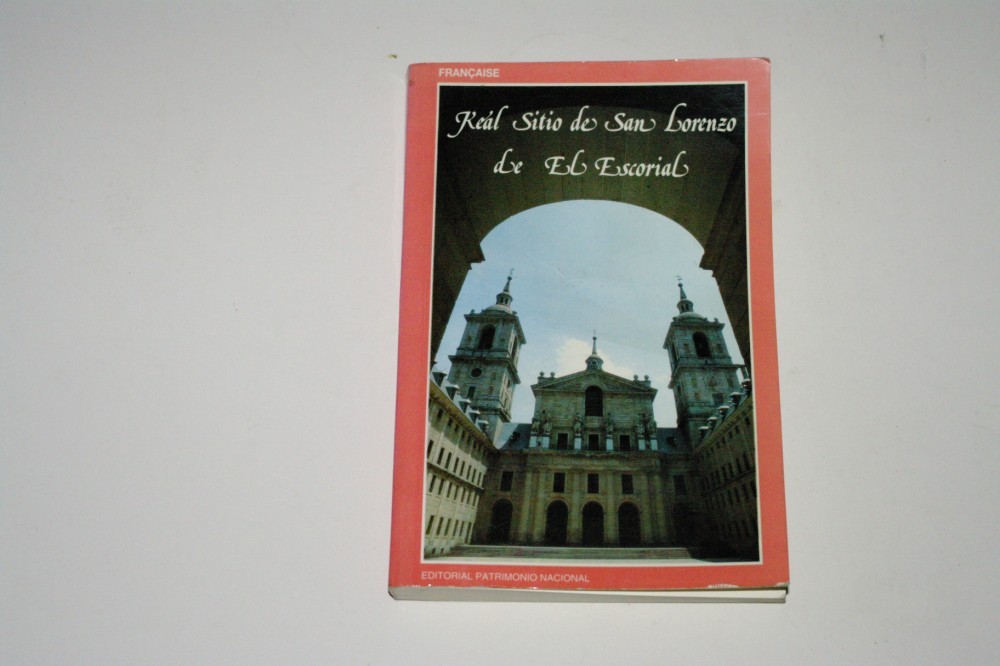 FRANÇAISE
Reál Sitio de San Lorenzo
de El Escorial
EDITORIAL PATRIMONIO NACIONAL